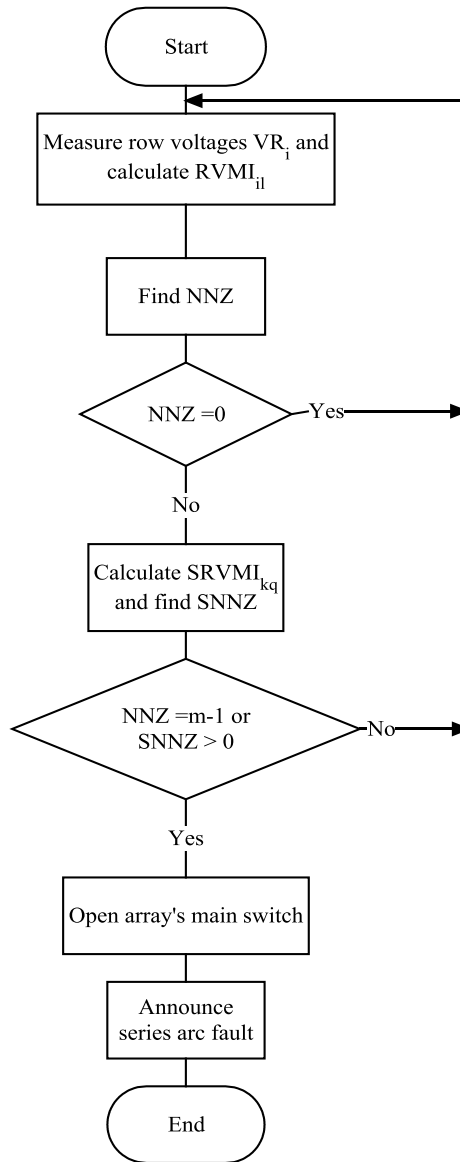 Start
Measure row voltages VR_i and
calculate RVMI_il
Find NNZ
NNZ =0
Yes
No
Calculate SRVMI_kq
and find SNNZ
NNZ =m-1 or
SNNZ > 0
No
Yes
Open array's main switch
Announce
series arc fault
End